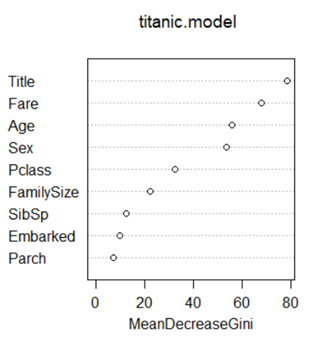 titanic.model
Title
Fare
Age
Sex
Pclass
FamilySize
SibSp
Embarked
Parch
0 20 40 60 80
MeanDecreaseGini